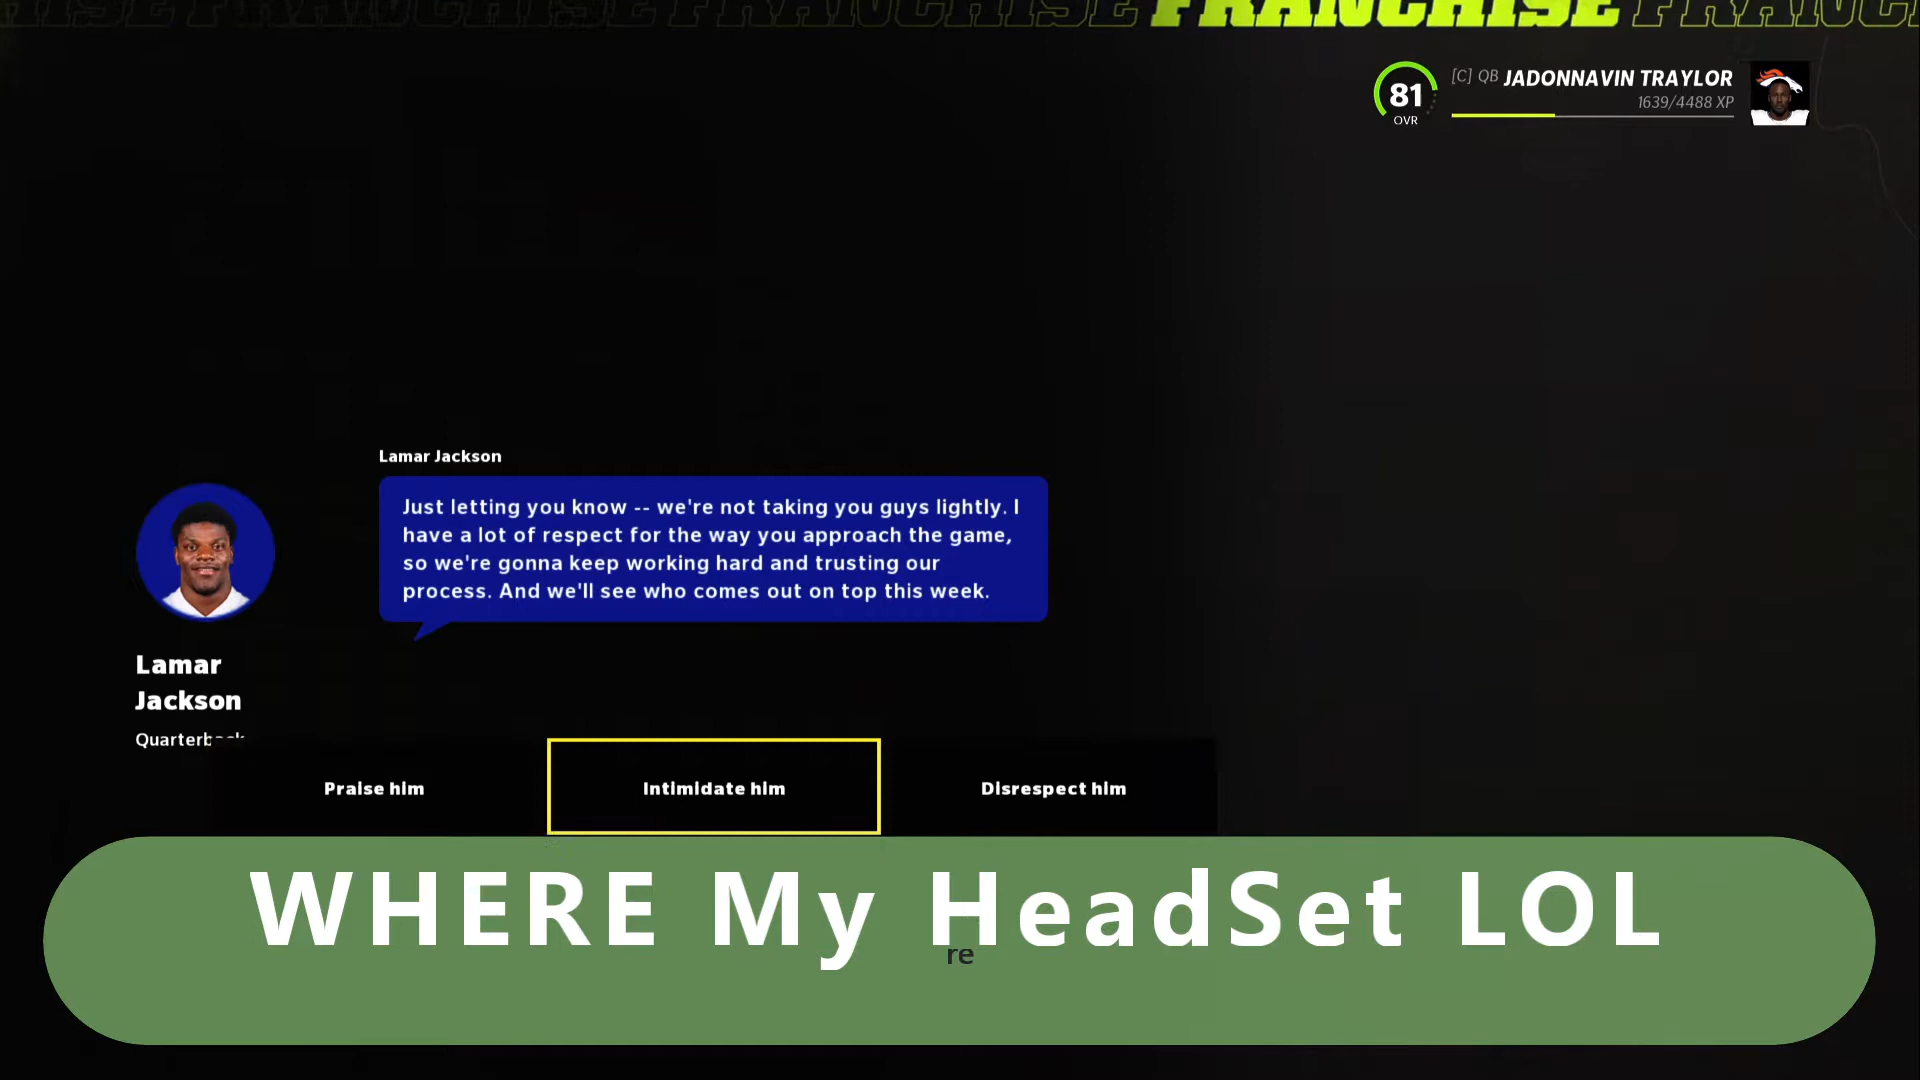 FRANCHISE FRANCHISE FRANCHISE
81
OVR
[C] QB JADONNAVIN TRAYLOR
1639/4488 XP
Lamar Jackson
Just letting you know -- we're not taking you guys lightly. I
have a lot of respect for the way you approach the game,
so we're gonna keep working hard and trusting our
process. And we'll see who comes out on top this week.
Lamar
Jackson
Quarterback
Praise him
Intimidate him
Disrespect him
WHERE My HeadSet LOL
re